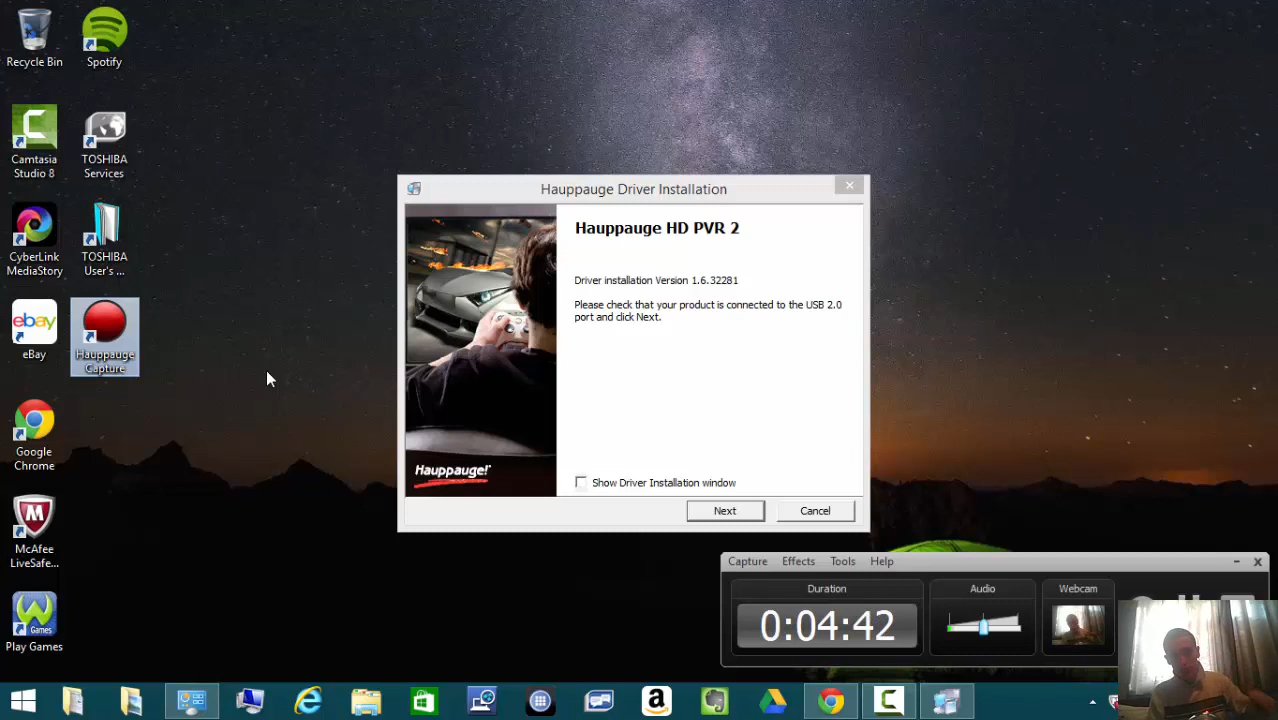 Recycle Bin
Spotify
Camtasia
Studio 8
TOSHIBA
Services
CyberLink
MediaStory
TOSHIBA
User's ...
ebay
eBay
Hauppauge
Capture
Google
Chrome
McAfee
LiveSafe...
Games
Play Games
Hauppauge Driver Installation
Hauppauge HD PVR 2
Driver installation Version 1.6.32281
Please check that your product is connected to the USB 2.0
port and click Next.
Hauppauge!
Show Driver Installation window
Next
Cancel
Capture
Effects
Tools
Help
Duration
0:04:42
Audio
Webcam